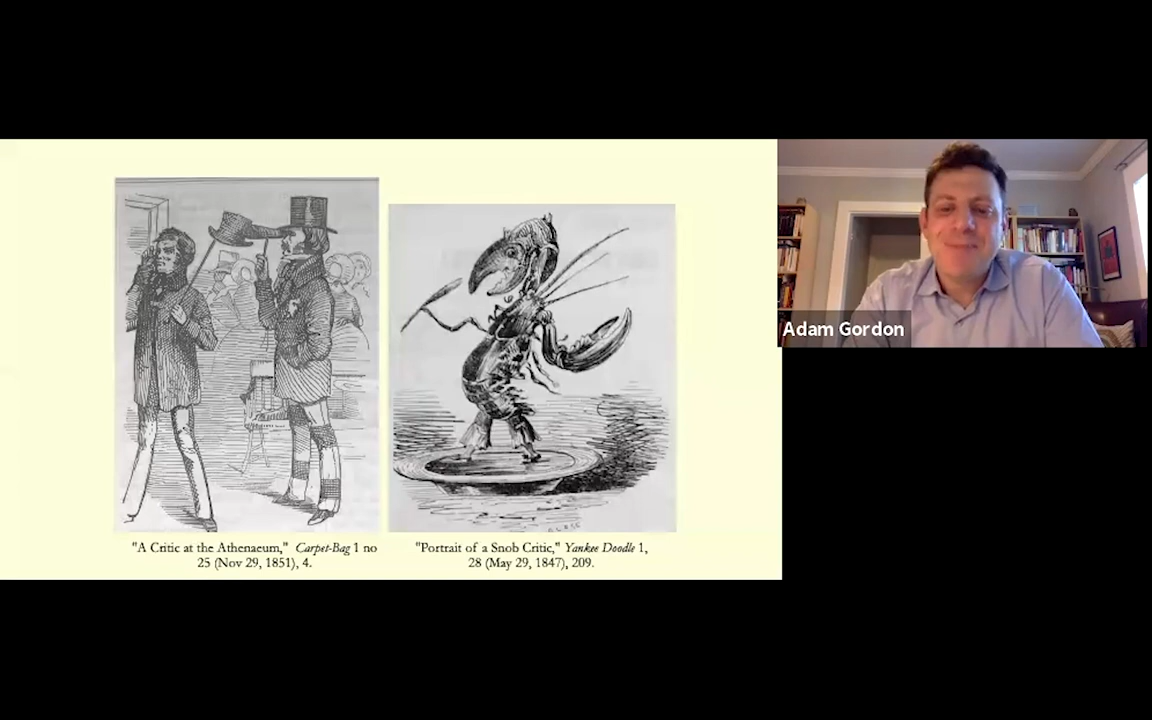 "A Critic at the Athenaeum," Carpet-Bag 1 no
25 (Nov 29, 1851), 4.
"Portrait of a Snob Critic," Yankee Doodle 1,
28 (May 29, 1847), 209.
Adam Gordon